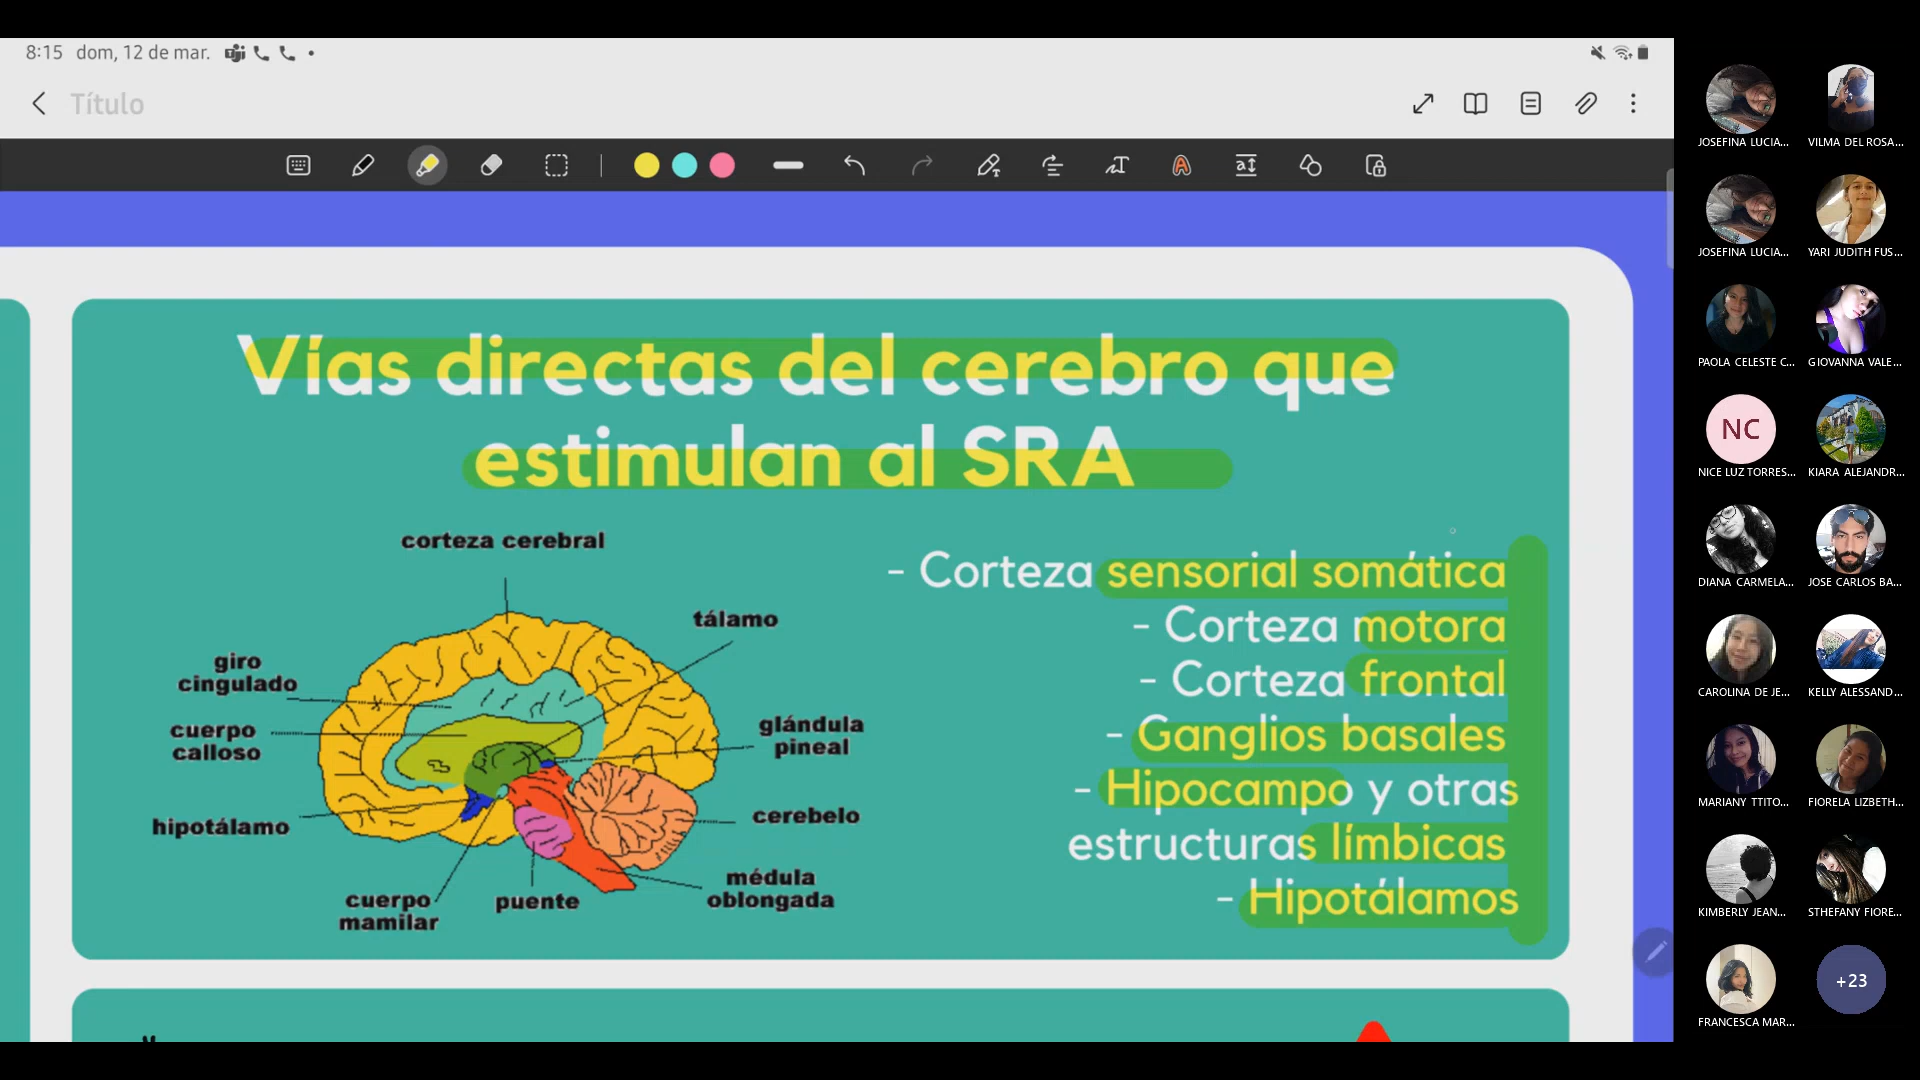 8:15 dom, 12 de mar.
Título
Vías directas del cerebro que
estimulan al SRA
corteza cerebral
tálamo
giro
cingulado
cuerpo
calloso
glándula
pineal
hipotálamo
cerebelo
cuerpo
mamilar
puente
médula
oblongada
- Corteza sensorial somática
- Corteza motora
- Corteza frontal
- Ganglios basales
- Hipocampo y otras
estructuras límbicas
- Hipotálamos
JOSEFINA LUCIA...
VILMA DEL ROSA...
JOSEFINA LUCIA...
YARI JUDITH FUS...
PAOLA CELESTE C...
GIOVANNA VALE...
NC
NICE LUZ TORRES...
KIARA ALEJANDR...
DIANA CARMELA...
JOSE CARLOS BA...
CAROLINA DE JE...
KELLY ALESSAND...
MARIANY TTITO...
FIORELA LIZBETH...
KIMBERLY JEAN...
STHEFANY FIORE...
FRANCESCA MAR...
+23